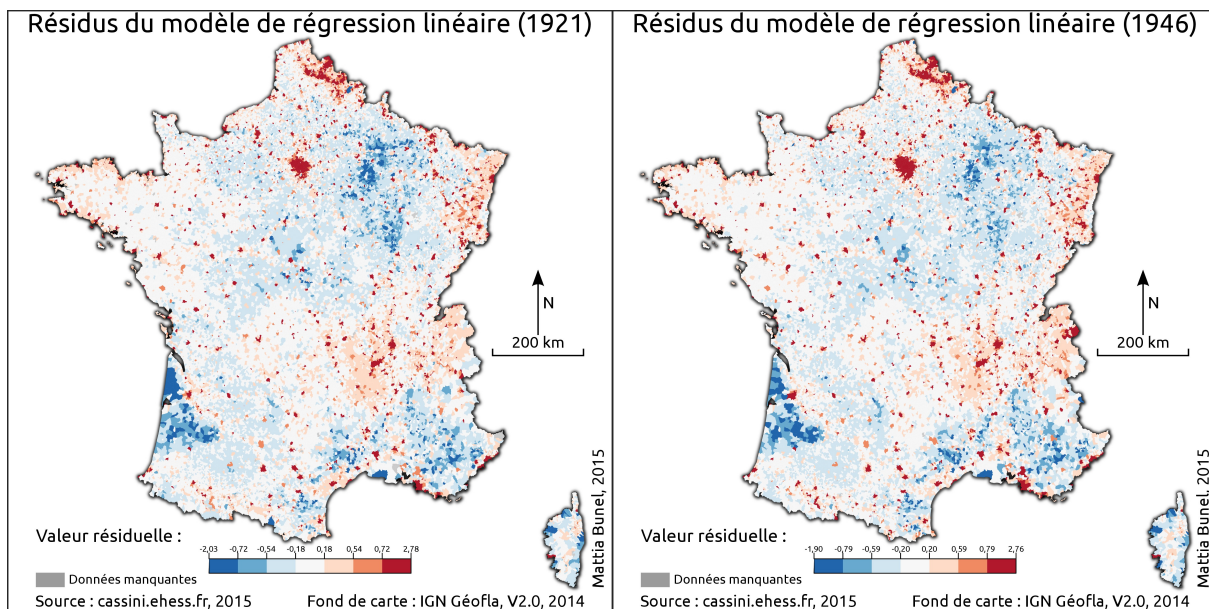 Résidus du modèle de régression linéaire (1921)
N
200 km
Valeur résiduelle :
-2,03 -0,72 -0,54 -0,18 0,18 0,54 0,72 2,78
Données manquantes
Source : cassini.ehess.fr, 2015 Fond de carte : IGN Géofla, V2.0, 2014
Mattia Bunel, 2015
Résidus du modèle de régression linéaire (1946)
N
200 km
Valeur résiduelle :
-1,90 -0,79 -0,59 -0,20 0,20 0,59 0,79 2,76
Données manquantes
Source : cassini.ehess.fr, 2015 Fond de carte : IGN Géofla, V2.0, 2014
Mattia Bunel. 2015